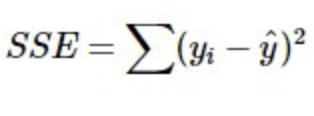 SSE = ∑(yᵢ − ŷ)²